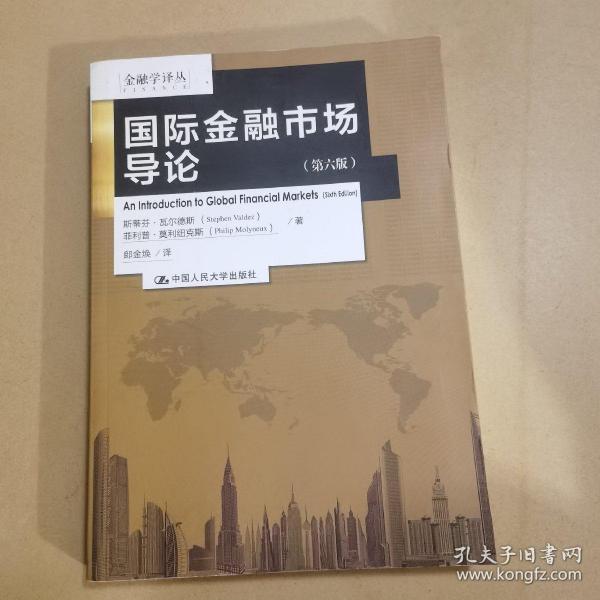 金融学译丛
FINANCE
国际金融市场
导论
（第六版）
An Introduction to Global Financial Markets (Sixth Edition)
斯蒂芬·瓦尔德斯（Stephen Valdez）
菲利普·莫利纽克斯（Philip Molyneux）
／著
郎金焕／译
中国人民大学出版社
孔夫子旧书网
www.kongfz.com